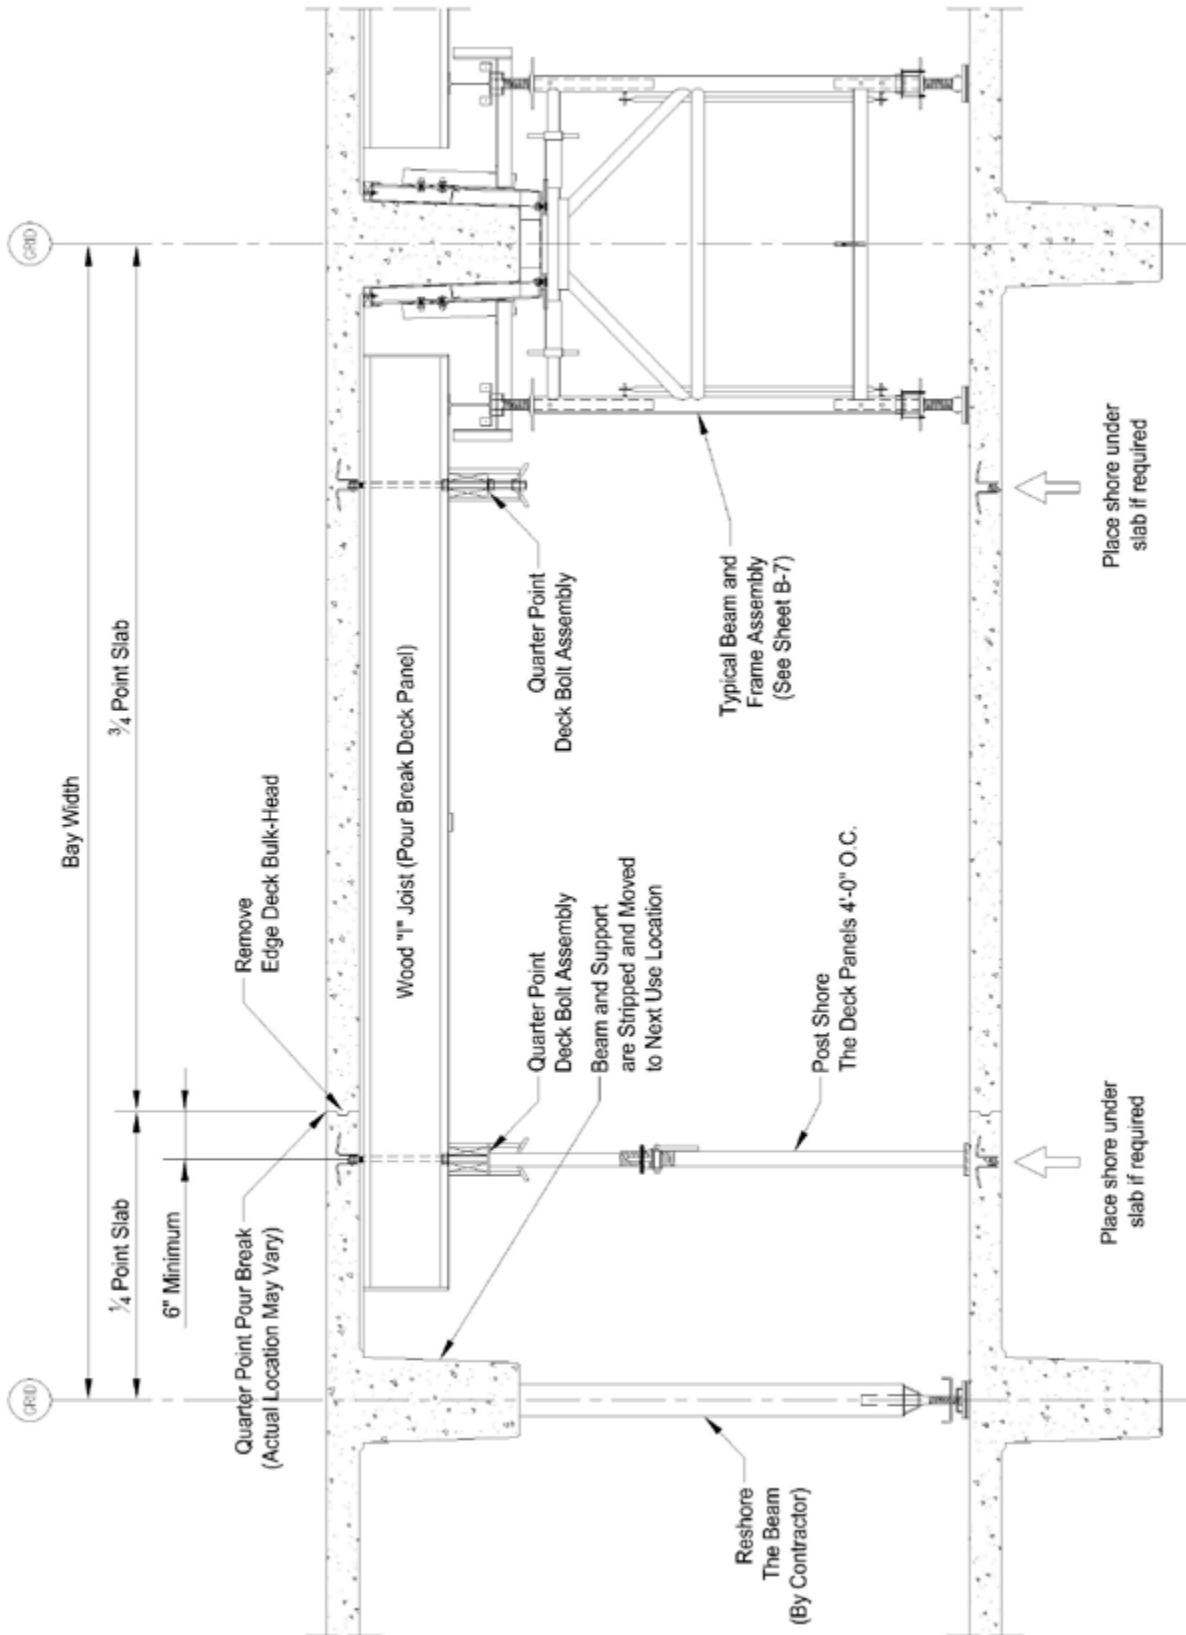 GRID
GRID
Bay Width
¼ Point Slab
¾ Point Slab
6" Minimum
Quarter Point Pour Break
(Actual Location May Vary)
Remove
Edge Deck Bulk-Head
Wood "I" Joist (Pour Break Deck Panel)
Quarter Point
Deck Bolt Assembly
Quarter Point
Deck Bolt Assembly
Beam and Support
are Stripped and Moved
to Next Use Location
Typical Beam and
Frame Assembly
(See Sheet B-7)
Post Shore
The Deck Panels 4'-0" O.C.
Reshore
The Beam
(By Contractor)
Place shore under
slab if required
Place shore under
slab if required